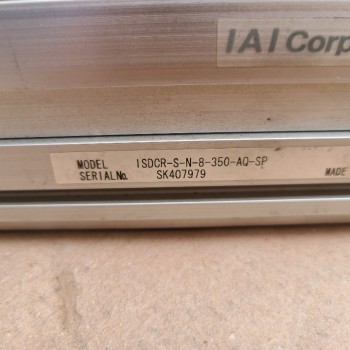 IAI Corp
MODEL ISDCR-S-N-8-350-AQ-SP
SERIAL No. SK407979
MADE